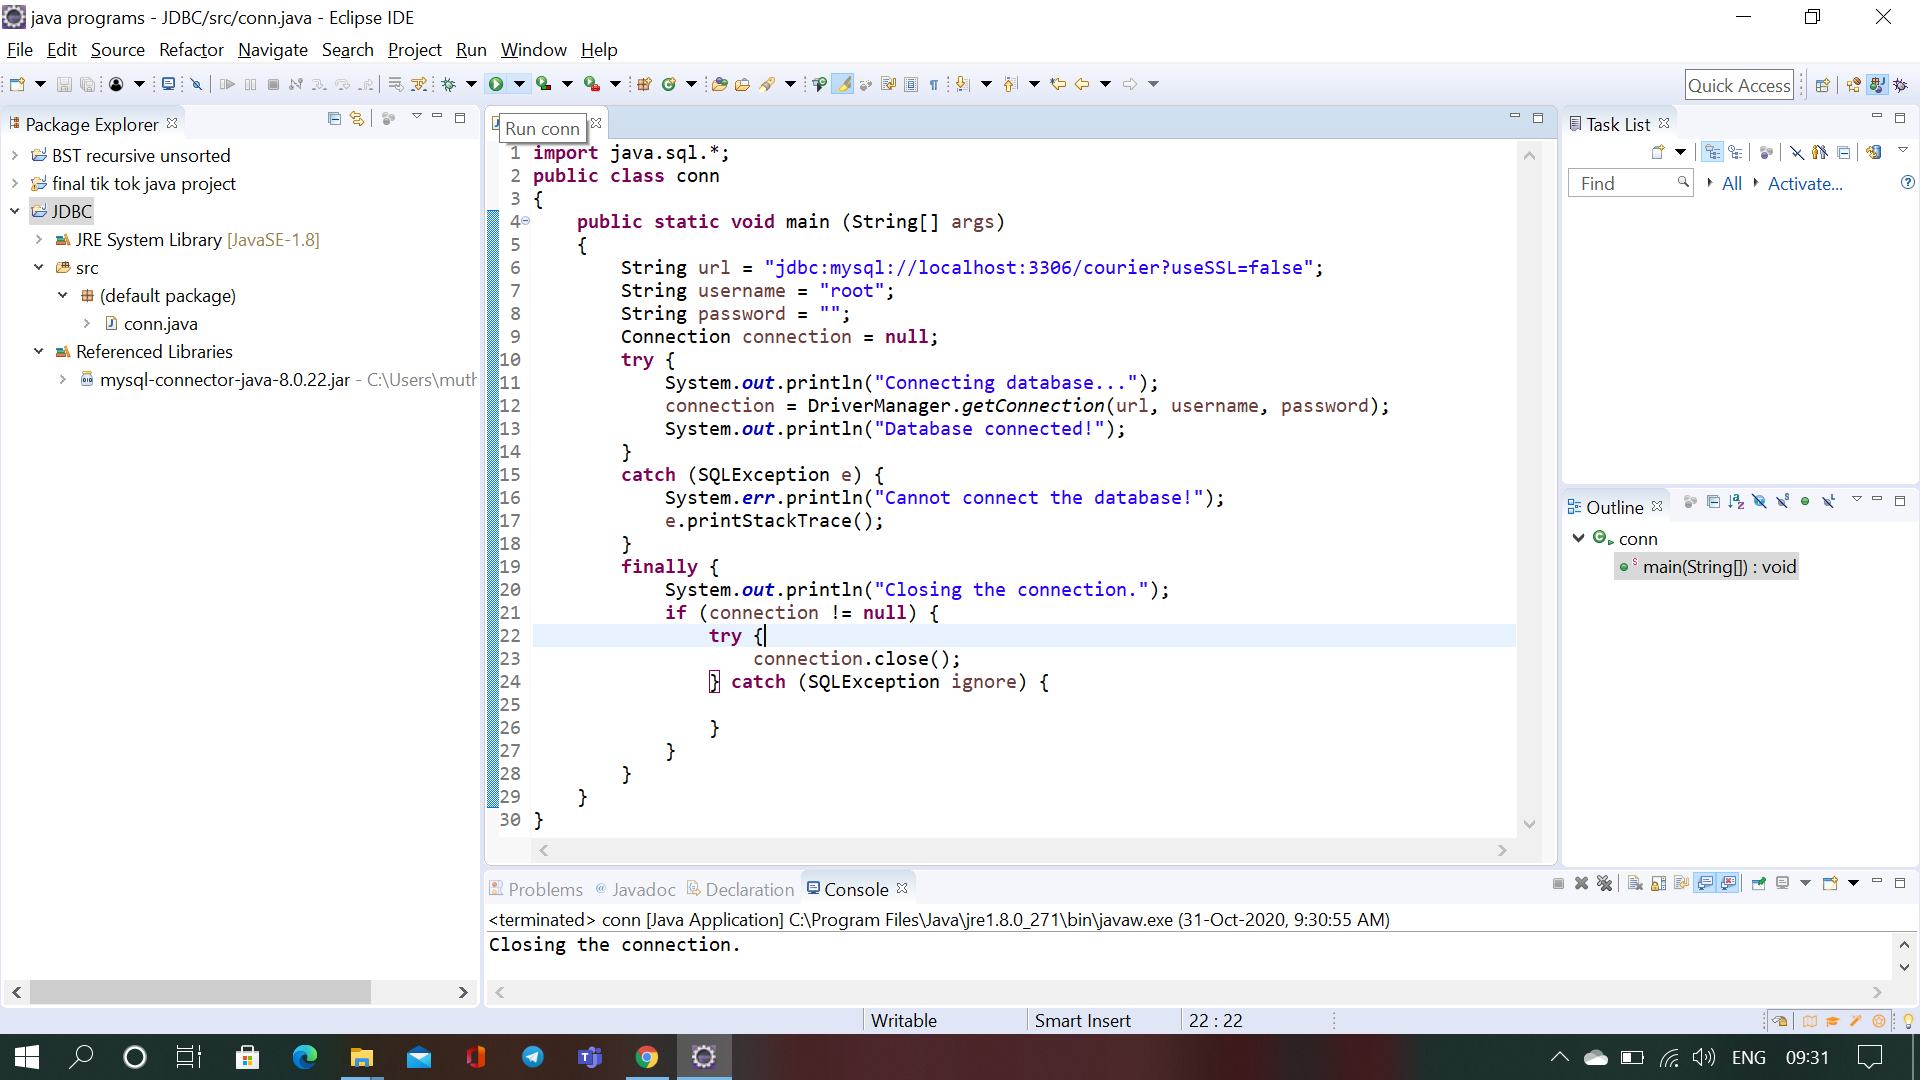 java programs - JDBC/src/conn.java - Eclipse IDE
File Edit Source Refactor Navigate Search Project Run Window Help
Quick Access
Package Explorer
BST recursive unsorted
final tik tok java project
JDBC
JRE System Library [JavaSE-1.8]
src
(default package)
conn.java
Referenced Libraries
mysql-connector-java-8.0.22.jar - C:\Users\muth
Run conn
1 import java.sql.*;
2 public class conn
3 {
4 public static void main (String[] args)
5 {
6 String url = "jdbc:mysql://localhost:3306/courier?useSSL=false";
7 String username = "root";
8 String password = "";
9 Connection connection = null;
10 try {
11 System.out.println("Connecting database...");
12 connection = DriverManager.getConnection(url, username, password);
13 System.out.println("Database connected!");
14 }
15 catch (SQLException e) {
16 System.err.println("Cannot connect the database!");
17 e.printStackTrace();
18 }
19 finally {
20 System.out.println("Closing the connection.");
21 if (connection != null) {
22 try {
23 connection.close();
24 } catch (SQLException ignore) {
25
26 }
27 }
28 }
29 }
30 }
Task List
Find All Activate...
Outline
conn
main(String[]) : void
Problems Javadoc Declaration Console
<terminated> conn [Java Application] C:\Program Files\Java\jre1.8.0_271\bin\javaw.exe (31-Oct-2020, 9:30:55 AM)
Closing the connection.
Writable Smart Insert 22 : 22
ENG 09:31